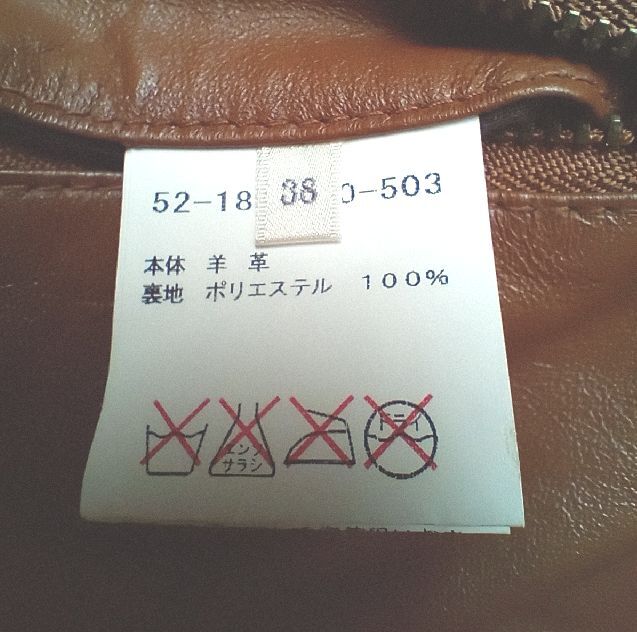 52-18
38
0-503
本体 羊 革
裏地 ポリエステル 100%
エンソ
サラシ
ドライ